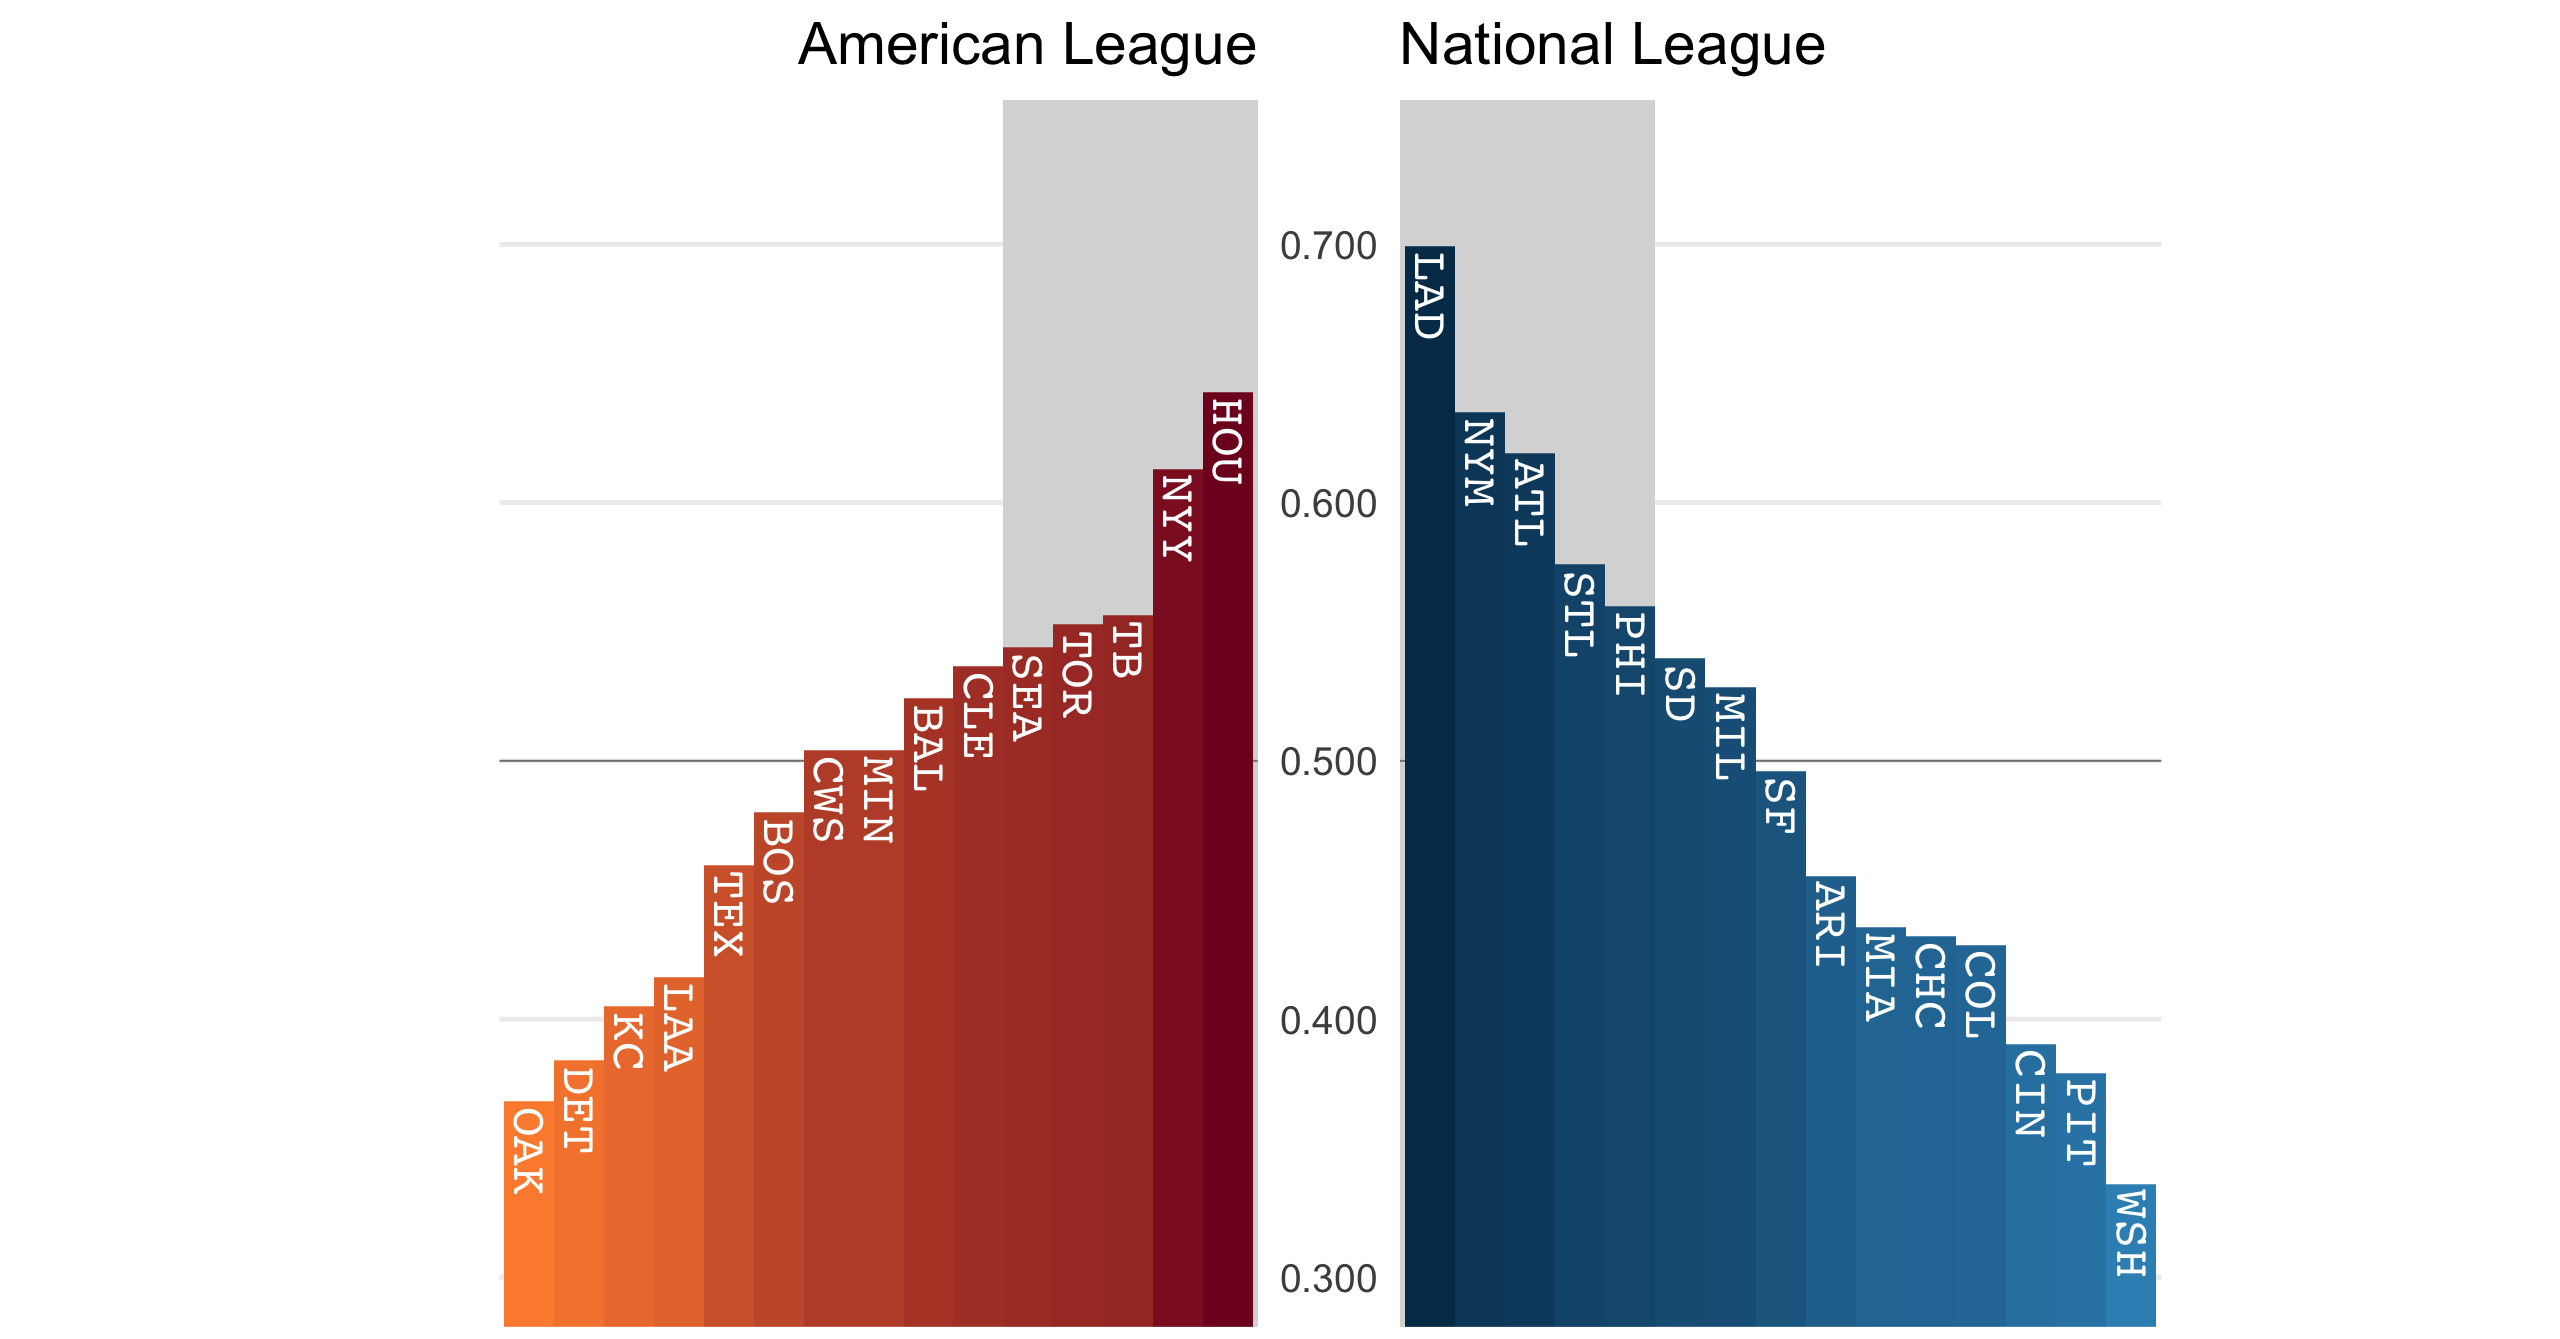 American League
National League
0.700
0.600
0.500
0.400
0.300
OAK
DET
KC
LAA
TEX
BOS
CWS
MIN
BAL
CLE
SEA
TOR
TB
NYY
HOU
LAD
NYM
ATL
STL
PHI
SD
MIL
SF
ARI
MIA
CHC
COL
CIN
PIT
WSH